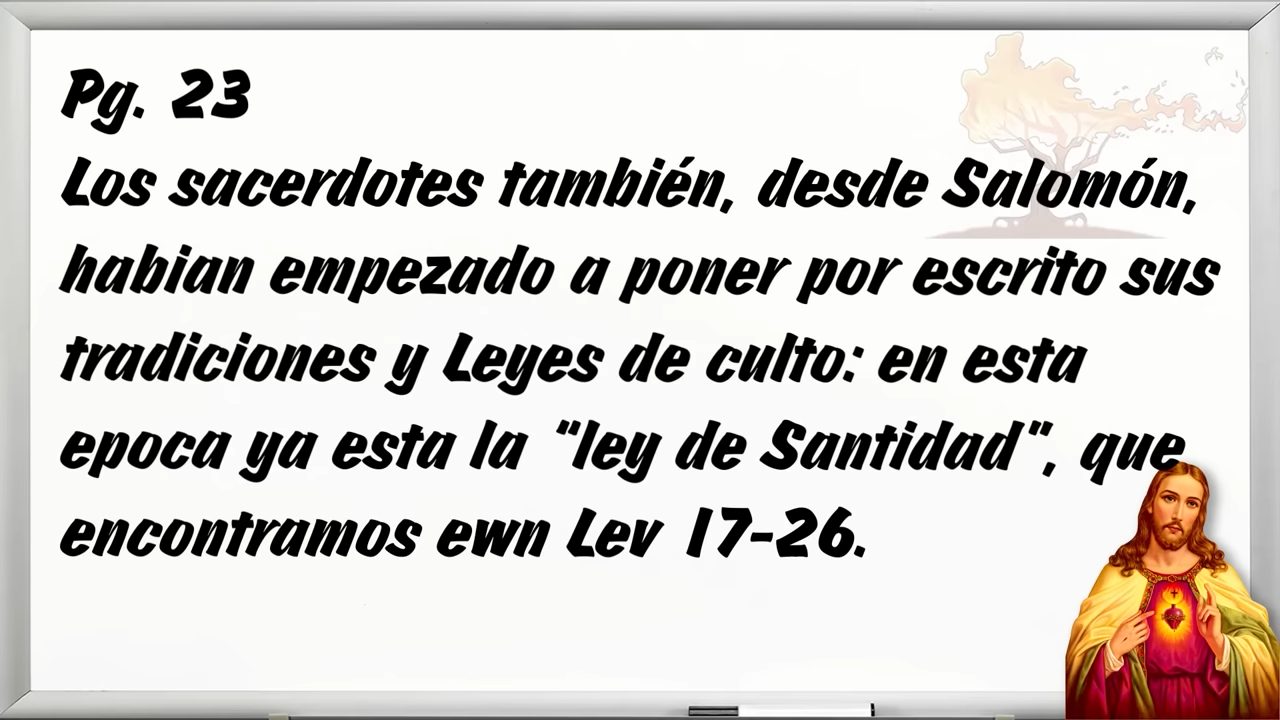 Pg. 23
Los sacerdotes también, desde Salomón,
habian empezado a poner por escrito sus
tradiciones y Leyes de culto: en esta
epoca ya esta la "ley de Santidad", que
encontramos ewn Lev 17-26.